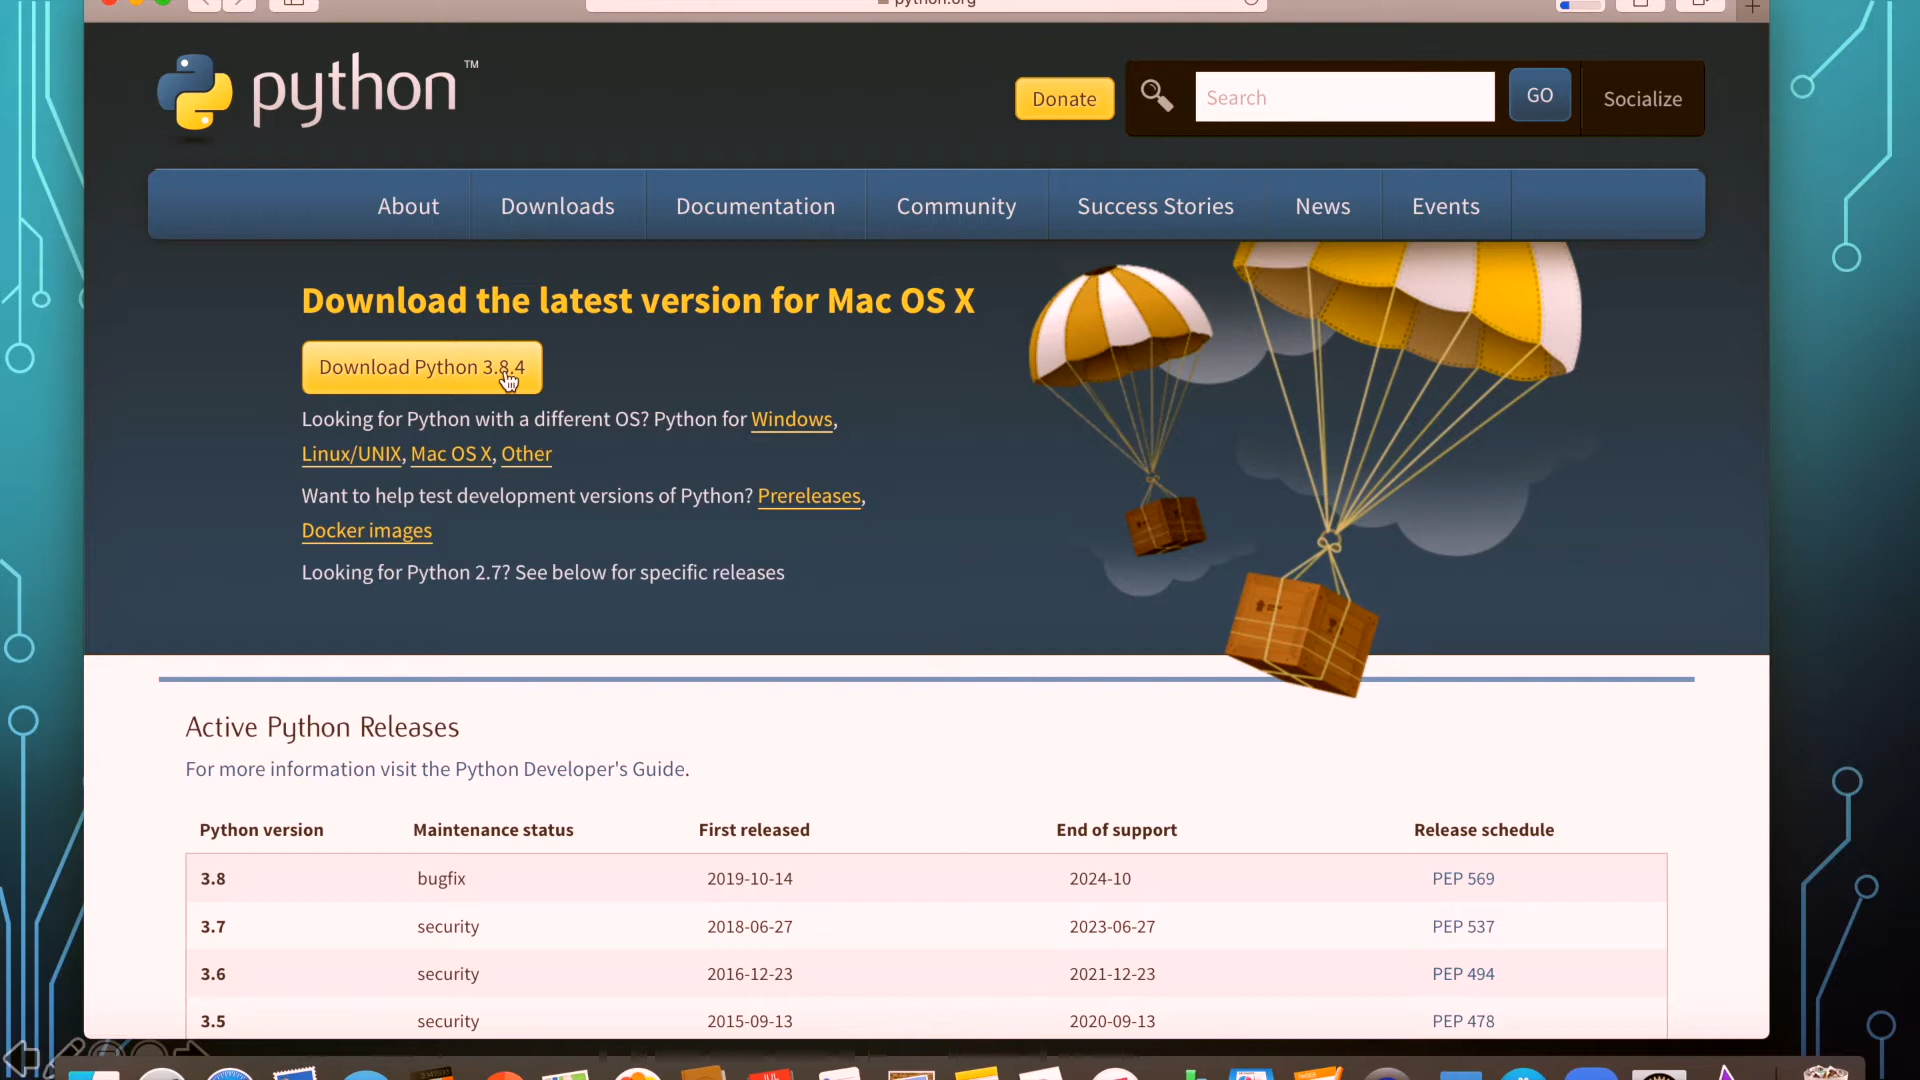 python.org
python™
Donate
Search
GO
Socialize
About
Downloads
Documentation
Community
Success Stories
News
Events
Download the latest version for Mac OS X
Download Python 3.8.4
Looking for Python with a different OS? Python for Windows,
Linux/UNIX, Mac OS X, Other
Want to help test development versions of Python? Prereleases,
Docker images
Looking for Python 2.7? See below for specific releases
Active Python Releases
For more information visit the Python Developer's Guide.
Python version Maintenance status First released End of support Release schedule
3.8 bugfix 2019-10-14 2024-10 PEP 569
3.7 security 2018-06-27 2023-06-27 PEP 537
3.6 security 2016-12-23 2021-12-23 PEP 494
3.5 security 2015-09-13 2020-09-13 PEP 478
JUL